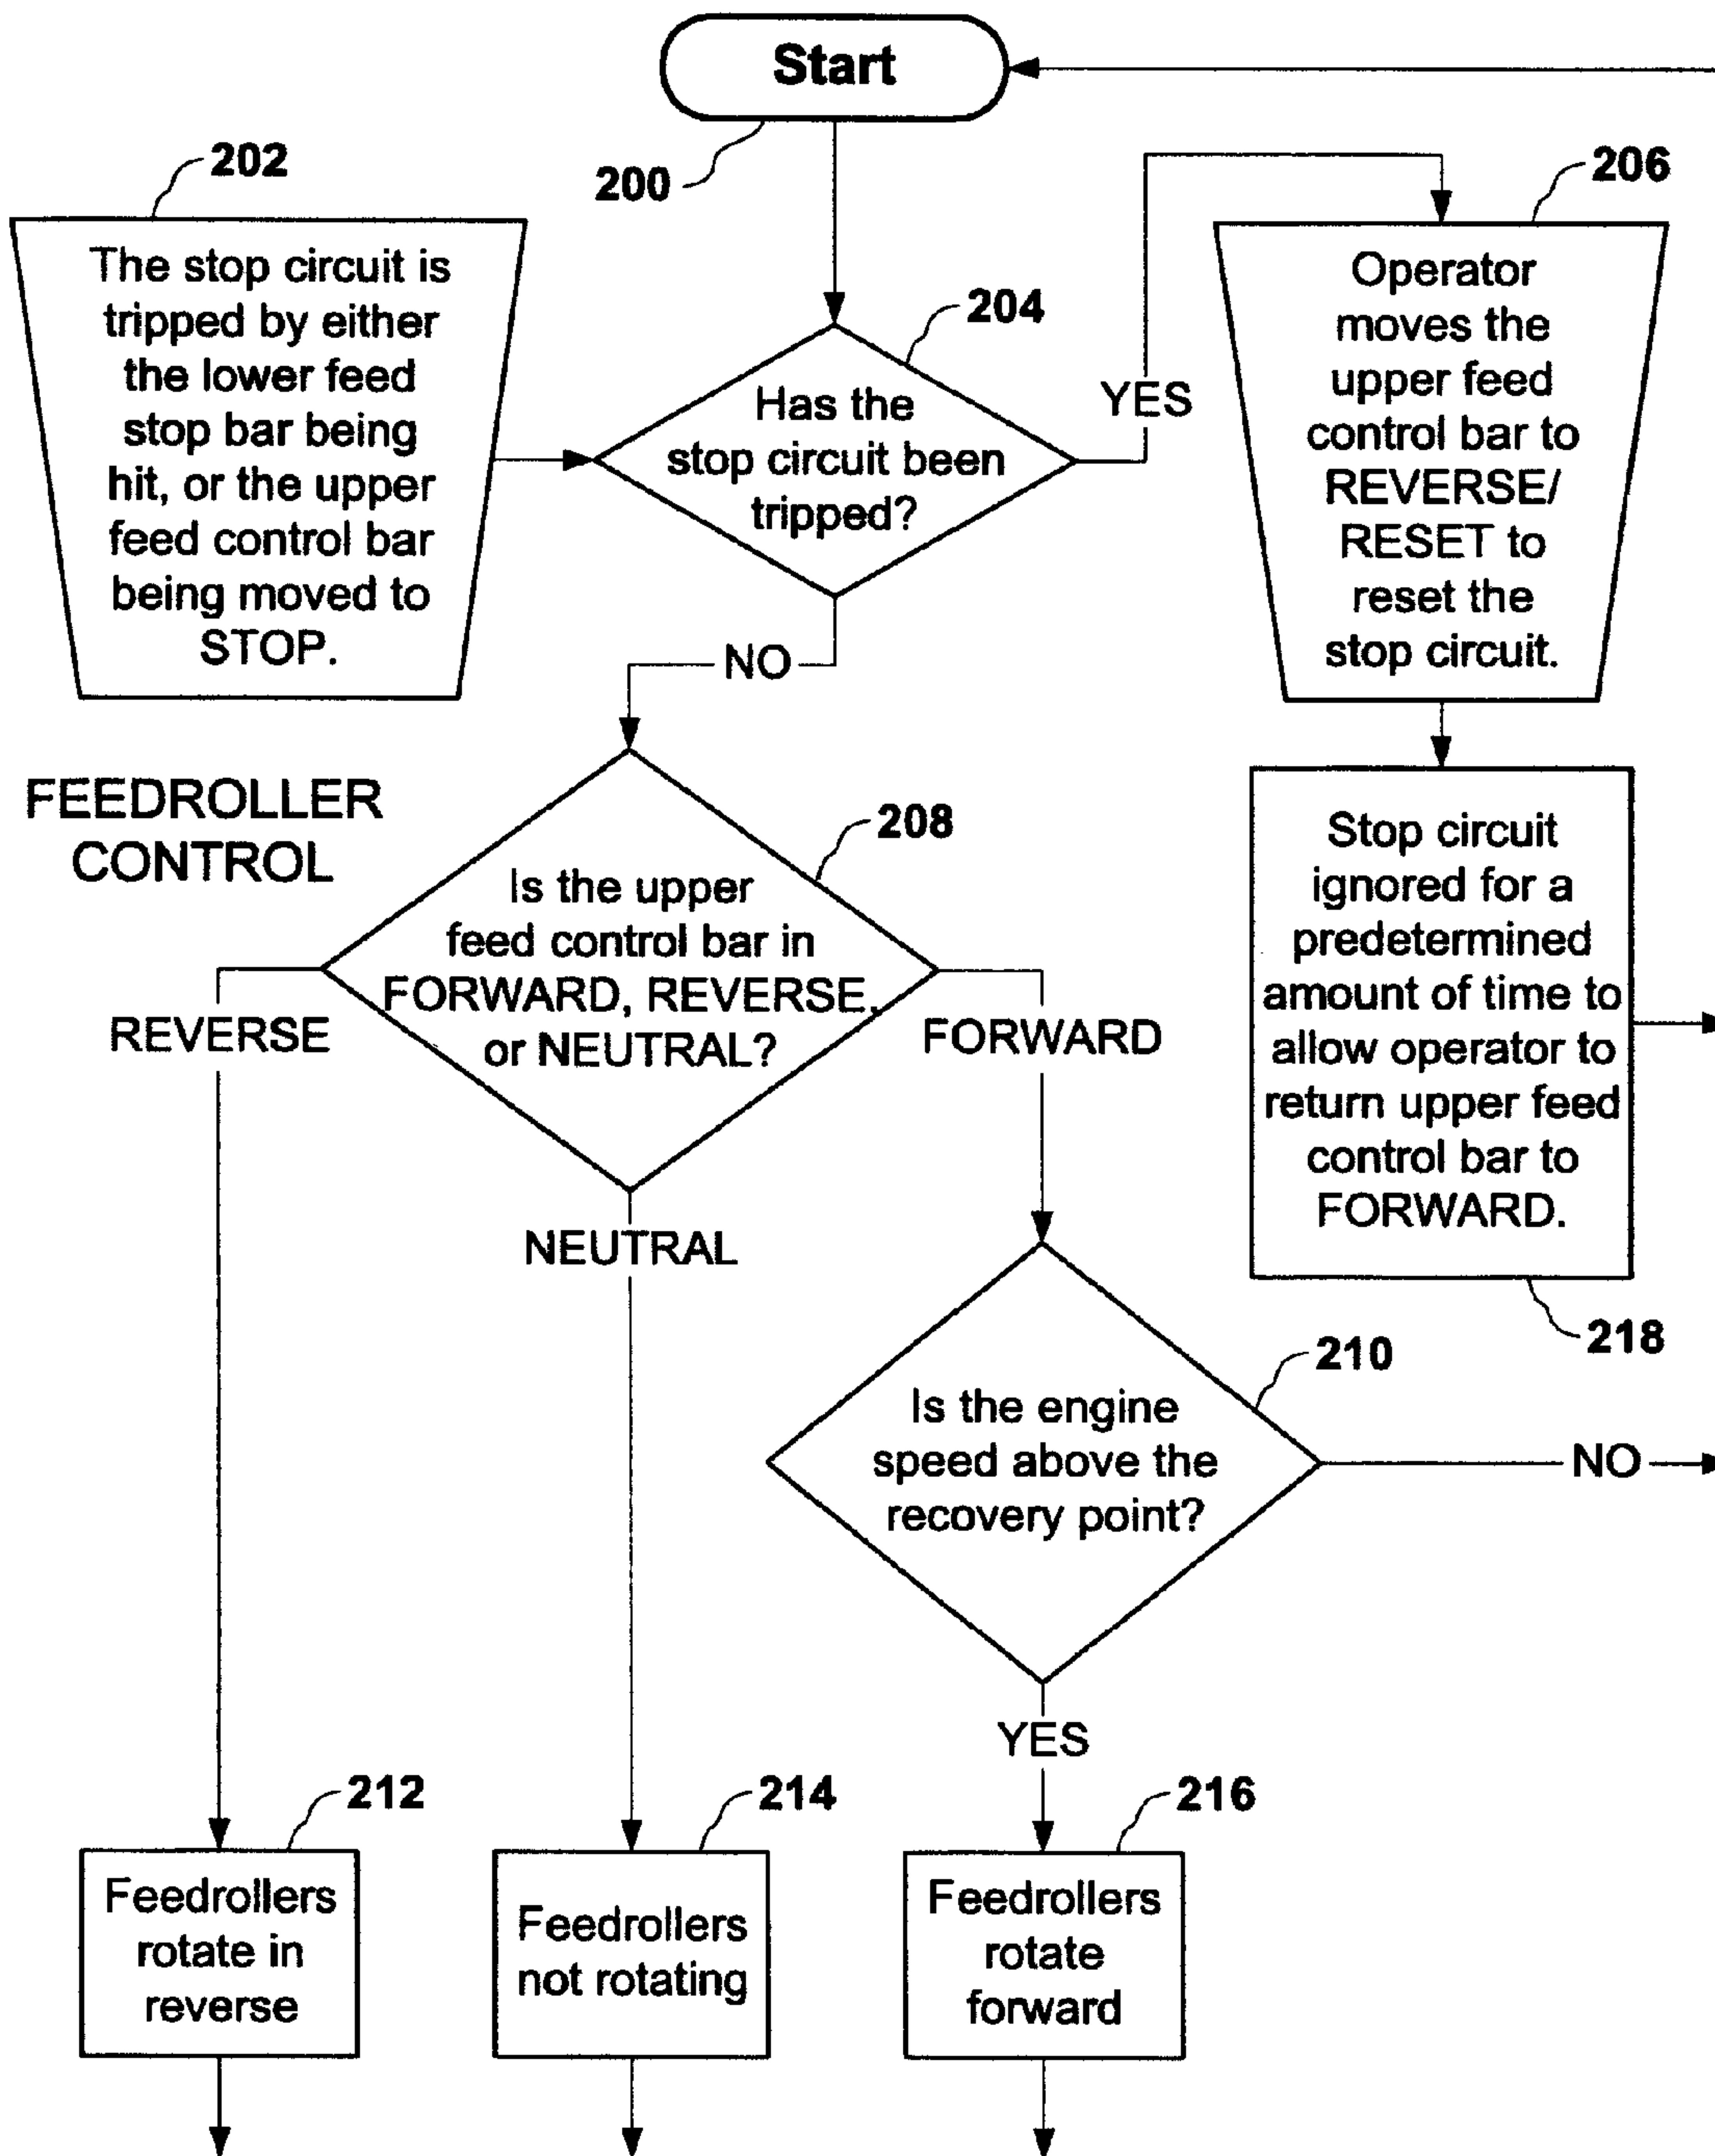 Start
200
202
The stop circuit is
tripped by either
the lower feed
stop bar being
hit, or the upper
feed control bar
being moved to
STOP.
204
Has the
stop circuit been
tripped?
YES
NO
206
Operator
moves the
upper feed
control bar to
REVERSE/
RESET to
reset the
stop circuit.
FEEDROLLER
CONTROL
208
Is the upper
feed control bar in
FORWARD, REVERSE,
or NEUTRAL?
REVERSE
NEUTRAL
FORWARD
Stop circuit
ignored for a
predetermined
amount of time to
allow operator to
return upper feed
control bar to
FORWARD.
218
210
Is the engine
speed above the
recovery point?
NO
YES
212
Feedrollers
rotate in
reverse
214
Feedrollers
not rotating
216
Feedrollers
rotate
forward